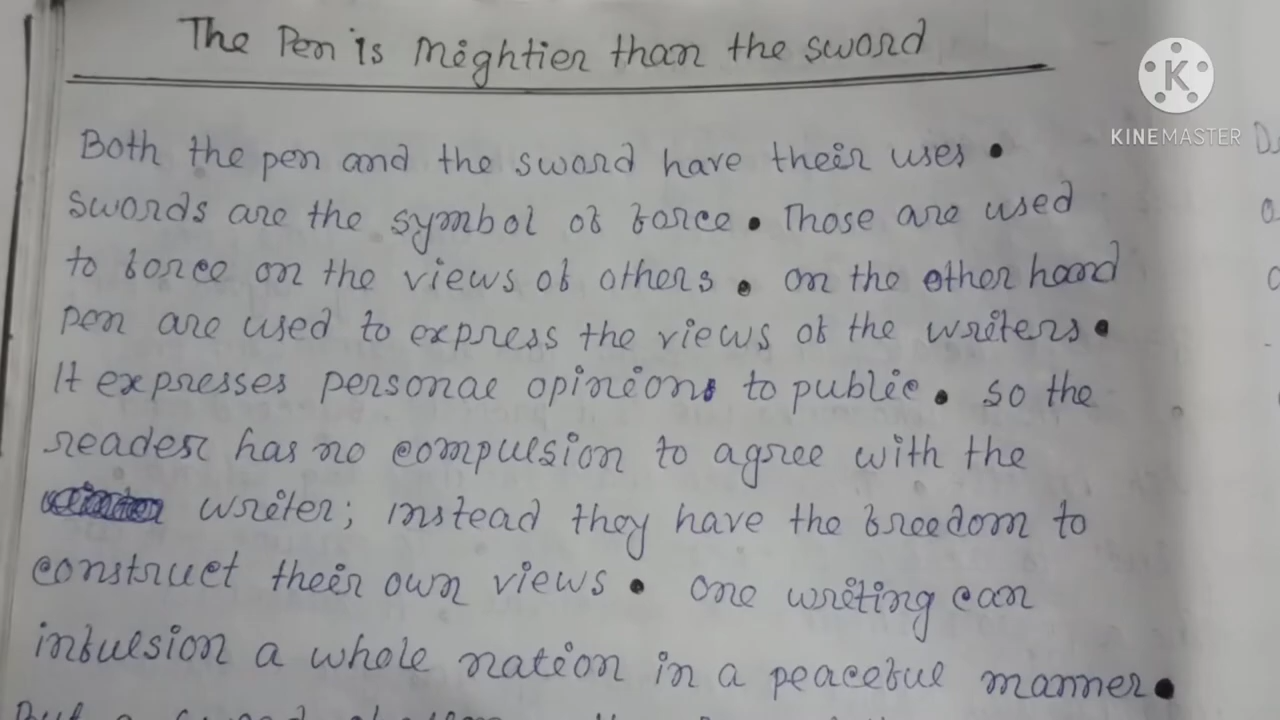 The Pen is Mightier than the sword
KINEMASTER
Both the pen and the sword have their uses.
Swords are the symbol of force. Those are used
to force on the views of others. on the other hand
pen are used to express the views of the writers.
It expresses personal opinions to public. so the
reader has no compulsion to agree with the
writer; instead they have the freedom to
construct their own views. one writing can
infulsion a whole nation in a peaceful manner.